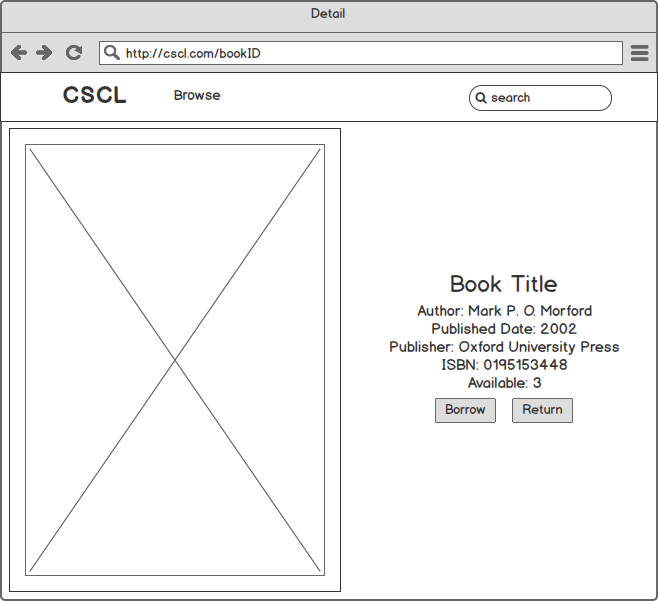 Detail
http://cscl.com/bookID
CSCL Browse search
Book Title
Author: Mark P. O. Morford
Published Date: 2002
Publisher: Oxford University Press
ISBN: 0195153448
Available: 3
Borrow Return